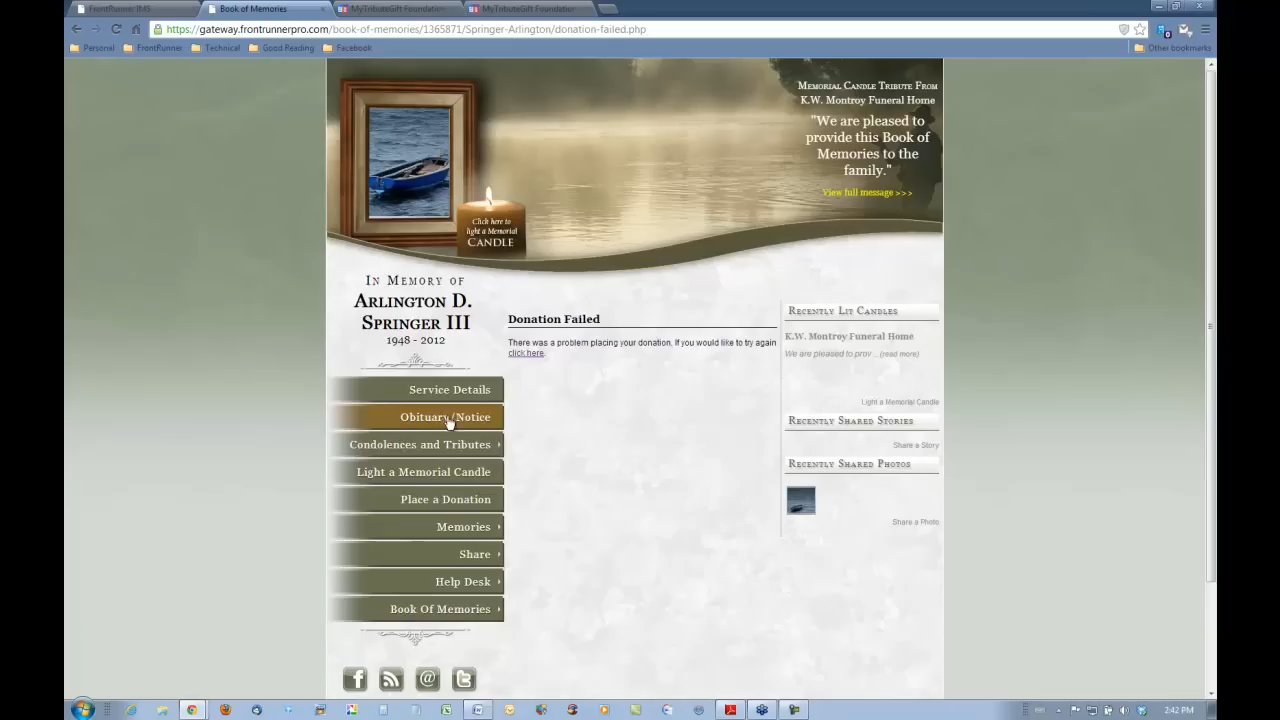 FrontRunner IMS
Book of Memories
MyTributeGift Foundation
MyTributeGift Foundation
https://gateway.frontrunnerpro.com/book-of-memories/1365871/Springer-Arlington/donation-failed.php
Personal
FrontRunner
Technical
Good Reading
Facebook
Other bookmarks
Memorial Candle Tribute From
K.W. Montroy Funeral Home
"We are pleased to
provide this Book of
Memories to the
family."
View full message >>>
Click here to
light a Memorial
CANDLE
In Memory of
Arlington D.
Springer III
1948 - 2012
Service Details
Obituary/Notice
Condolences and Tributes
Light a Memorial Candle
Place a Donation
Memories
Share
Help Desk
Book Of Memories
Donation Failed
There was a problem placing your donation. If you would like to try again
click here.
Recently Lit Candles
K.W. Montroy Funeral Home
We are pleased to prov ...(read more)
Light a Memorial Candle
Recently Shared Stories
Share a Story
Recently Shared Photos
Share a Photo
2:42 PM